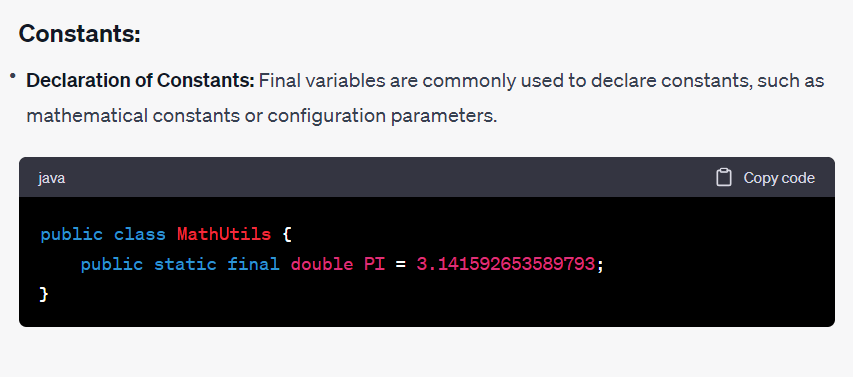 Constants:
• Declaration of Constants: Final variables are commonly used to declare constants, such as
mathematical constants or configuration parameters.
java Copy code
public class MathUtils {
    public static final double PI = 3.141592653589793;
}